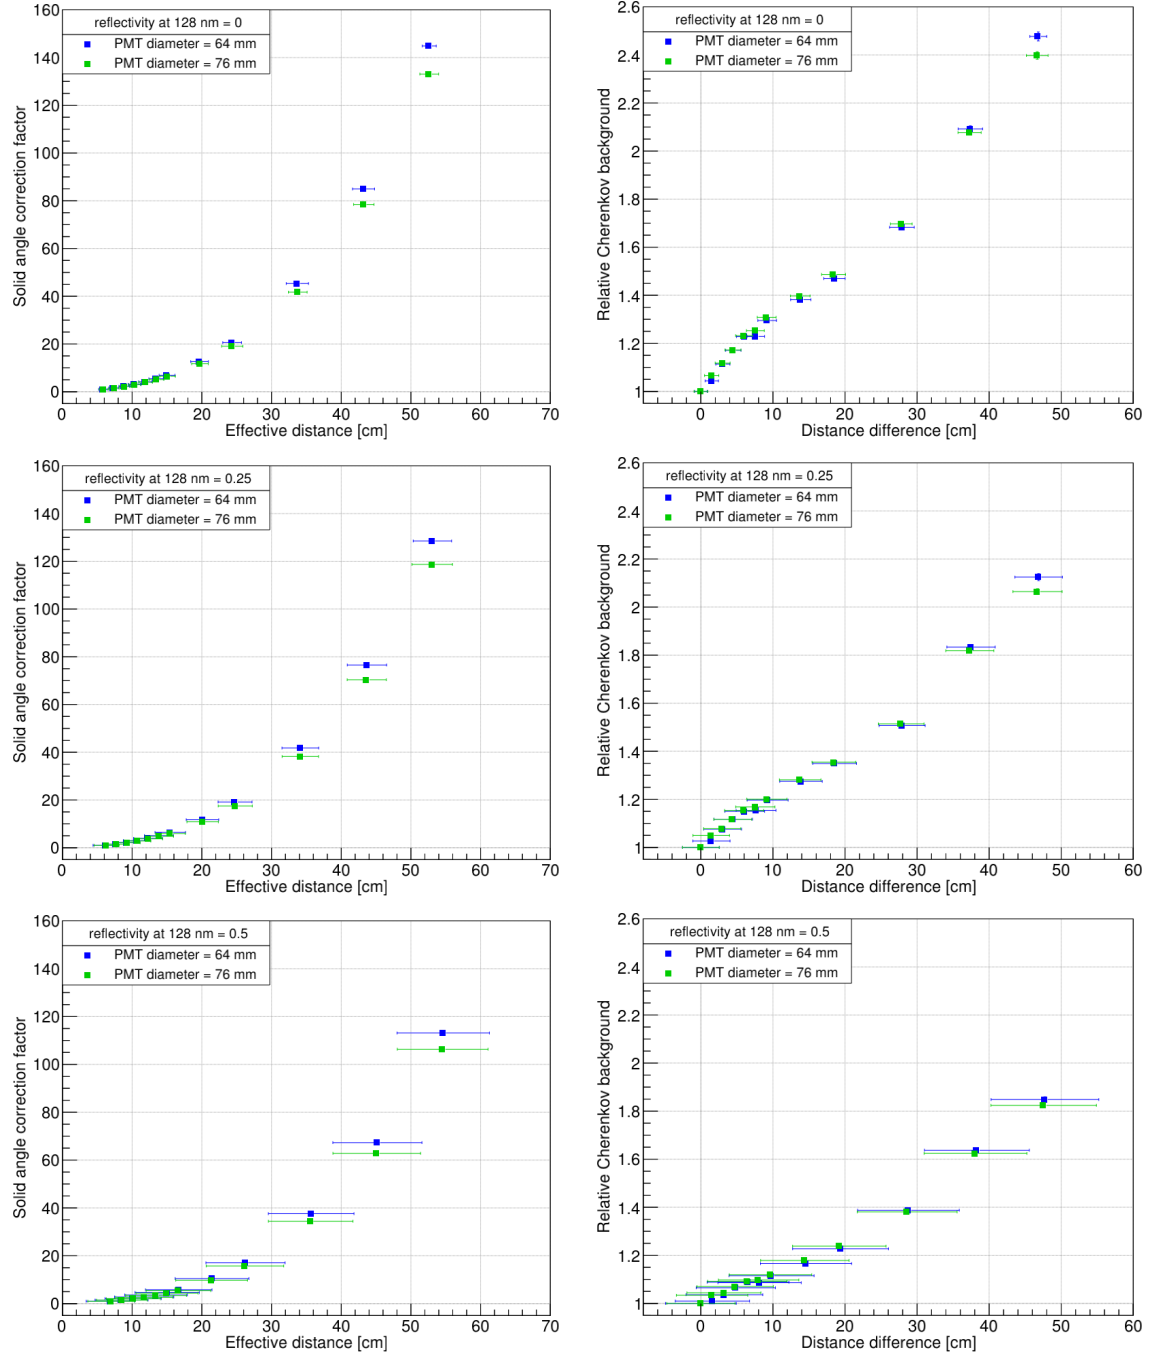 reflectivity at 128 nm = 0
PMT diameter = 64 mm
PMT diameter = 76 mm
Solid angle correction factor
160
140
120
100
80
60
40
20
0
0 10 20 30 40 50 60 70
Effective distance [cm]
reflectivity at 128 nm = 0
PMT diameter = 64 mm
PMT diameter = 76 mm
Relative Cherenkov background
2.6
2.4
2.2
2
1.8
1.6
1.4
1.2
1
0 10 20 30 40 50 60
Distance difference [cm]
reflectivity at 128 nm = 0.25
PMT diameter = 64 mm
PMT diameter = 76 mm
Solid angle correction factor
160
140
120
100
80
60
40
20
0
0 10 20 30 40 50 60 70
Effective distance [cm]
reflectivity at 128 nm = 0.25
PMT diameter = 64 mm
PMT diameter = 76 mm
Relative Cherenkov background
2.6
2.4
2.2
2
1.8
1.6
1.4
1.2
1
0 10 20 30 40 50 60
Distance difference [cm]
reflectivity at 128 nm = 0.5
PMT diameter = 64 mm
PMT diameter = 76 mm
Solid angle correction factor
160
140
120
100
80
60
40
20
0
0 10 20 30 40 50 60 70
Effective distance [cm]
reflectivity at 128 nm = 0.5
PMT diameter = 64 mm
PMT diameter = 76 mm
Relative Cherenkov background
2.6
2.4
2.2
2
1.8
1.6
1.4
1.2
1
0 10 20 30 40 50 60
Distance difference [cm]